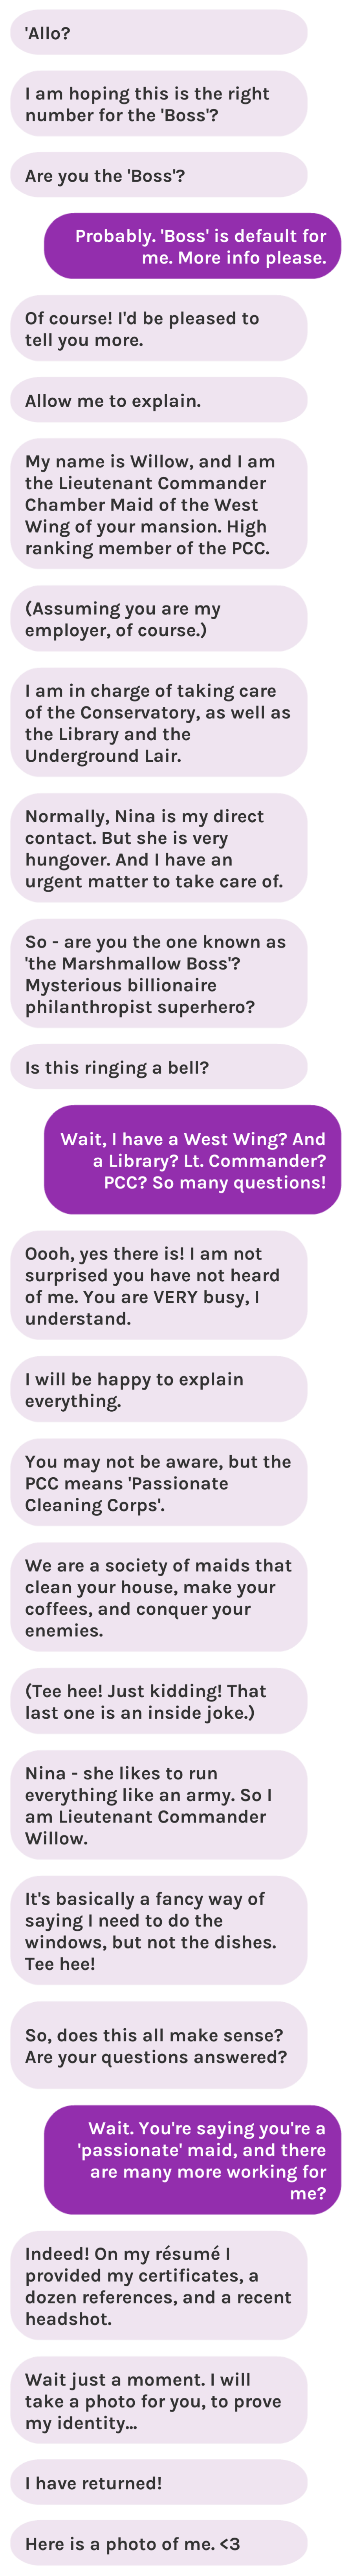 'Allo?
I am hoping this is the right
number for the 'Boss'?
Are you the 'Boss'?
Probably. 'Boss' is default for
me. More info please.
Of course! I'd be pleased to
tell you more.
Allow me to explain.
My name is Willow, and I am
the Lieutenant Commander
Chamber Maid of the West
Wing of your mansion. High
ranking member of the PCC.
(Assuming you are my
employer, of course.)
I am in charge of taking care
of the Conservatory, as well as
the Library and the
Underground Lair.
Normally, Nina is my direct
contact. But she is very
hungover. And I have an
urgent matter to take care of.
So - are you the one known as
'the Marshmallow Boss'?
Mysterious billionaire
philanthropist superhero?
Is this ringing a bell?
Wait, I have a West Wing? And
a Library? Lt. Commander?
PCC? So many questions!
Oooh, yes there is! I am not
surprised you have not heard
of me. You are VERY busy, I
understand.
I will be happy to explain
everything.
You may not be aware, but the
PCC means 'Passionate
Cleaning Corps'.
We are a society of maids that
clean your house, make your
coffees, and conquer your
enemies.
(Tee hee! Just kidding! That
last one is an inside joke.)
Nina - she likes to run
everything like an army. So I
am Lieutenant Commander
Willow.
It's basically a fancy way of
saying I need to do the
windows, but not the dishes.
Tee hee!
So, does this all make sense?
Are your questions answered?
Wait. You're saying you're a
'passionate' maid, and there
are many more working for
me?
Indeed! On my résumé I
provided my certificates, a
dozen references, and a recent
headshot.
Wait just a moment. I will
take a photo for you, to prove
my identity...
I have returned!
Here is a photo of me. <3